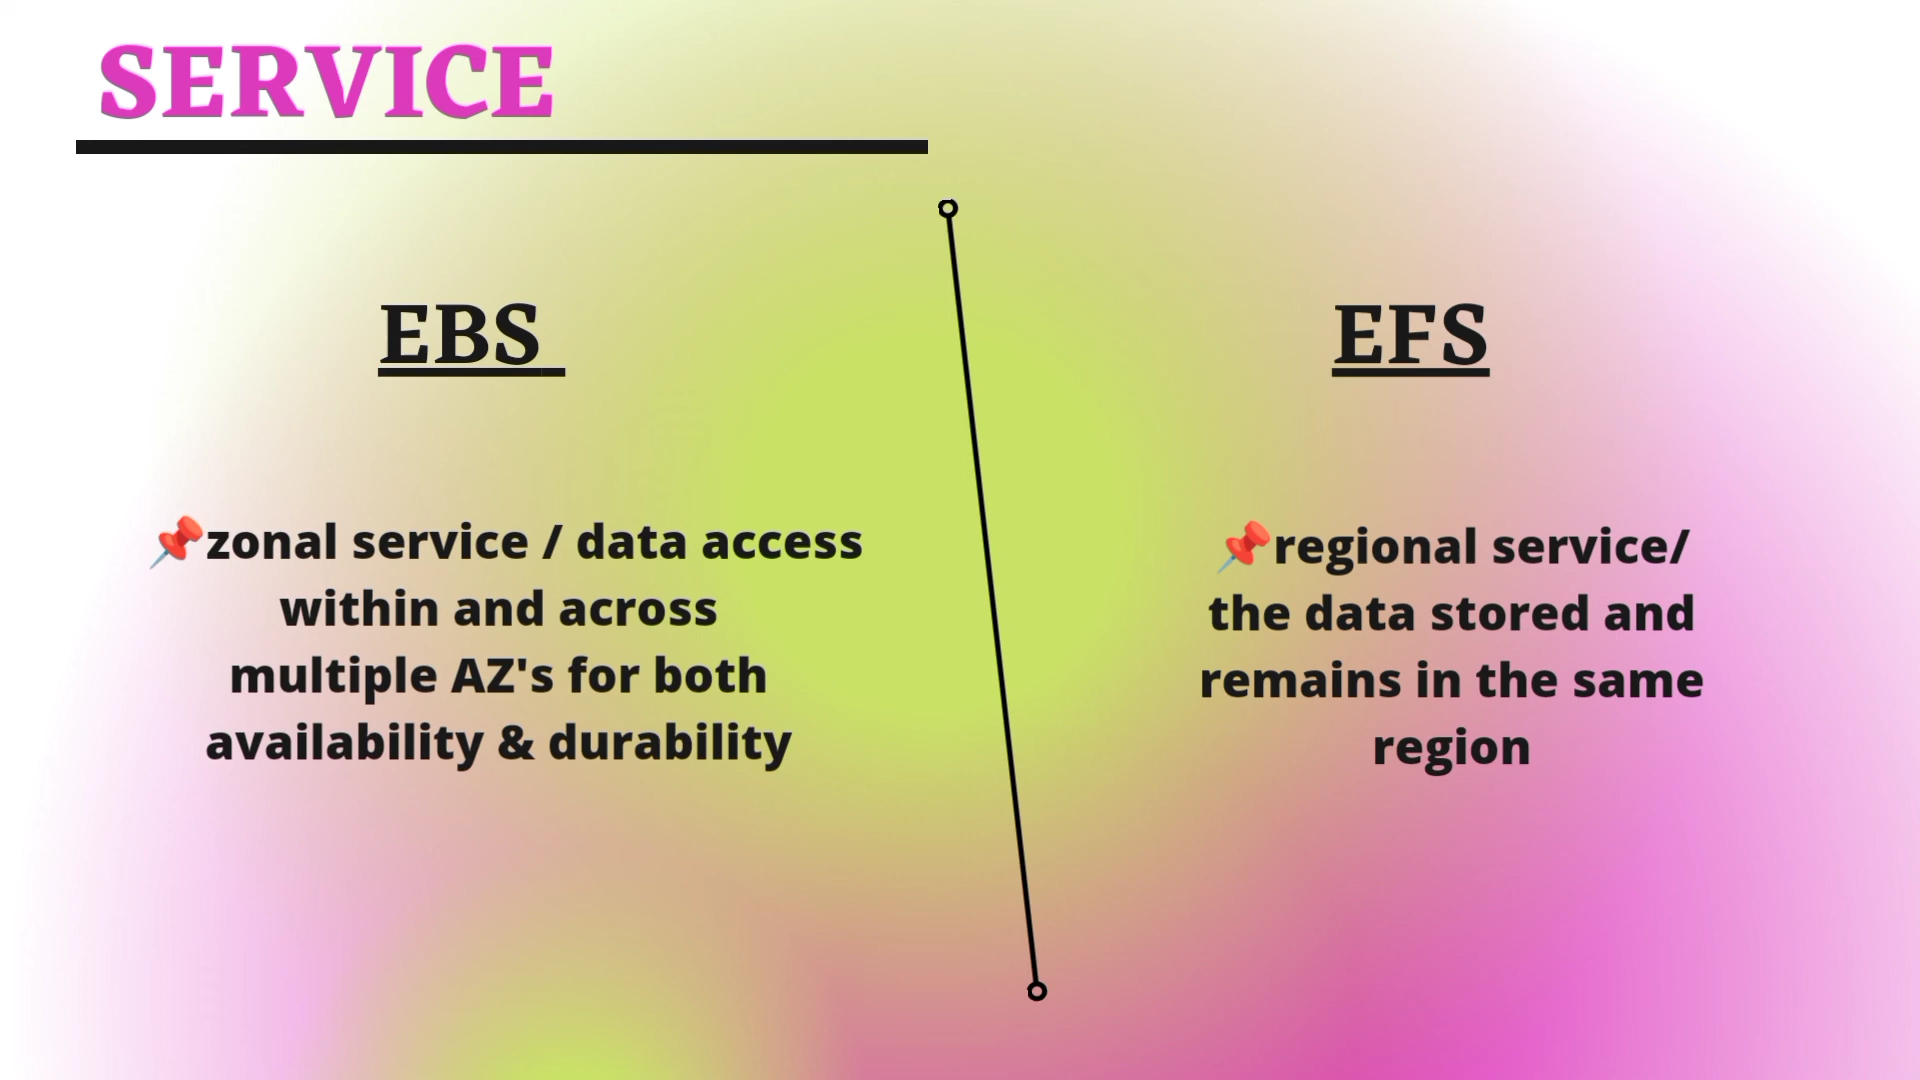 SERVICE
EBS
📌zonal service / data access
within and across
multiple AZ's for both
availability & durability
EFS
📌regional service/
the data stored and
remains in the same
region